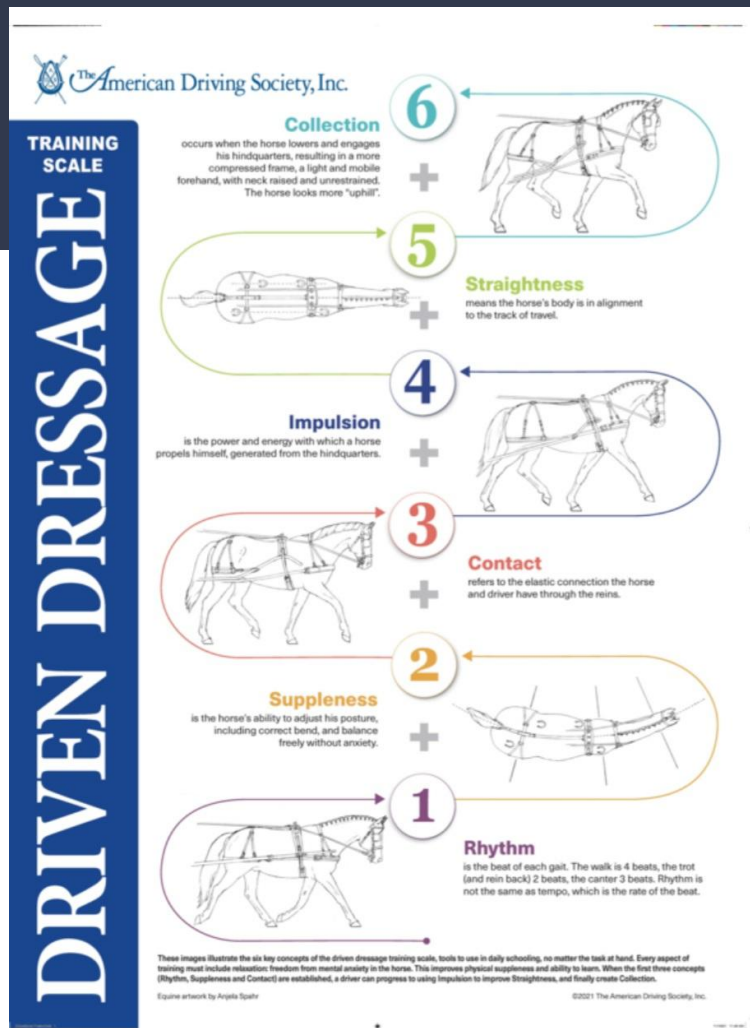 The American Driving Society, Inc.
TRAINING
SCALE
DRIVEN DRESSAGE
6
Collection
occurs when the horse lowers and engages
his hindquarters, resulting in a more
compressed frame, a light and mobile
forehand, with neck raised and unrestrained.
The horse looks more "uphill".
+
5
Straightness
means the horse's body is in alignment
to the track of travel.
+
4
Impulsion
is the power and energy with which a horse
propels himself, generated from the hindquarters.
+
3
Contact
refers to the elastic connection the horse
and driver have through the reins.
+
2
Suppleness
is the horse's ability to adjust his posture,
including correct bend, and balance
freely without anxiety.
+
1
Rhythm
is the beat of each gait. The walk is 4 beats, the trot
(and rein back) 2 beats, the canter 3 beats. Rhythm is
not the same as tempo, which is the rate of the beat.
These images illustrate the six key concepts of the driven dressage training scale, tools to use in daily schooling, no matter the task at hand. Every aspect of
training must include relaxation: freedom from mental anxiety in the horse. This improves physical suppleness and ability to learn. When the first three concepts
(Rhythm, Suppleness and Contact) are established, a driver can progress to using Impulsion to improve Straightness, and finally create Collection.
Equine artwork by Anjela Spahr
©2021 The American Driving Society, Inc.